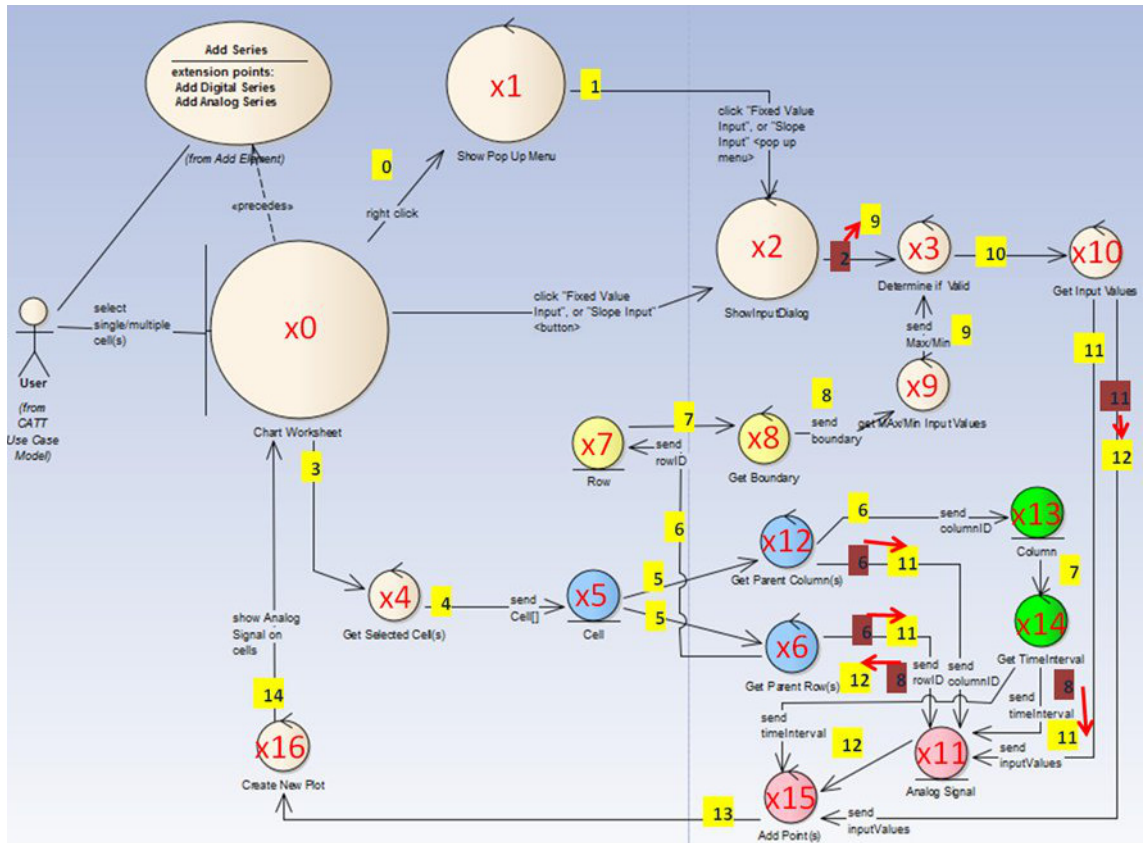 Add Series
extension points:
Add Digital Series
Add Analog Series
(from Add Element)
x1
Show Pop Up Menu
1
click "Fixed Value
Input", or "Slope
Input" <pop up
menu>
0
right click
«precedes»
x0
Chart Worksheet
select
single/multiple
cell(s)
User
(from
CATT
Use Case
Model)
click "Fixed Value
Input", or "Slope Input"
<button>
x2
ShowInputDialog
2
9
x3
Determine if Valid
10
x10
Get Input Values
send
Max/Min
9
x9
get MAx/Min Input Values
11
11
12
8
send
boundary
x8
Get Boundary
7
send
rowID
x7
Row
6
3
x4
Get Selected Cell(s)
4
send
Cell[]
x5
Cell
5
5
x12
Get Parent Column(s)
6
send
columnID
x13
Column
7
6
11
x6
Get Parent Row(s)
6
11
12
8
send
rowID
send
columnID
x14
Get TimeInterval
8
send
timeInterval
11
send
timeInterval
12
x11
Analog Signal
send
inputValues
x15
Add Point(s)
send
inputValues
13
x16
Create New Plot
14
show Analog
Signal on
cells